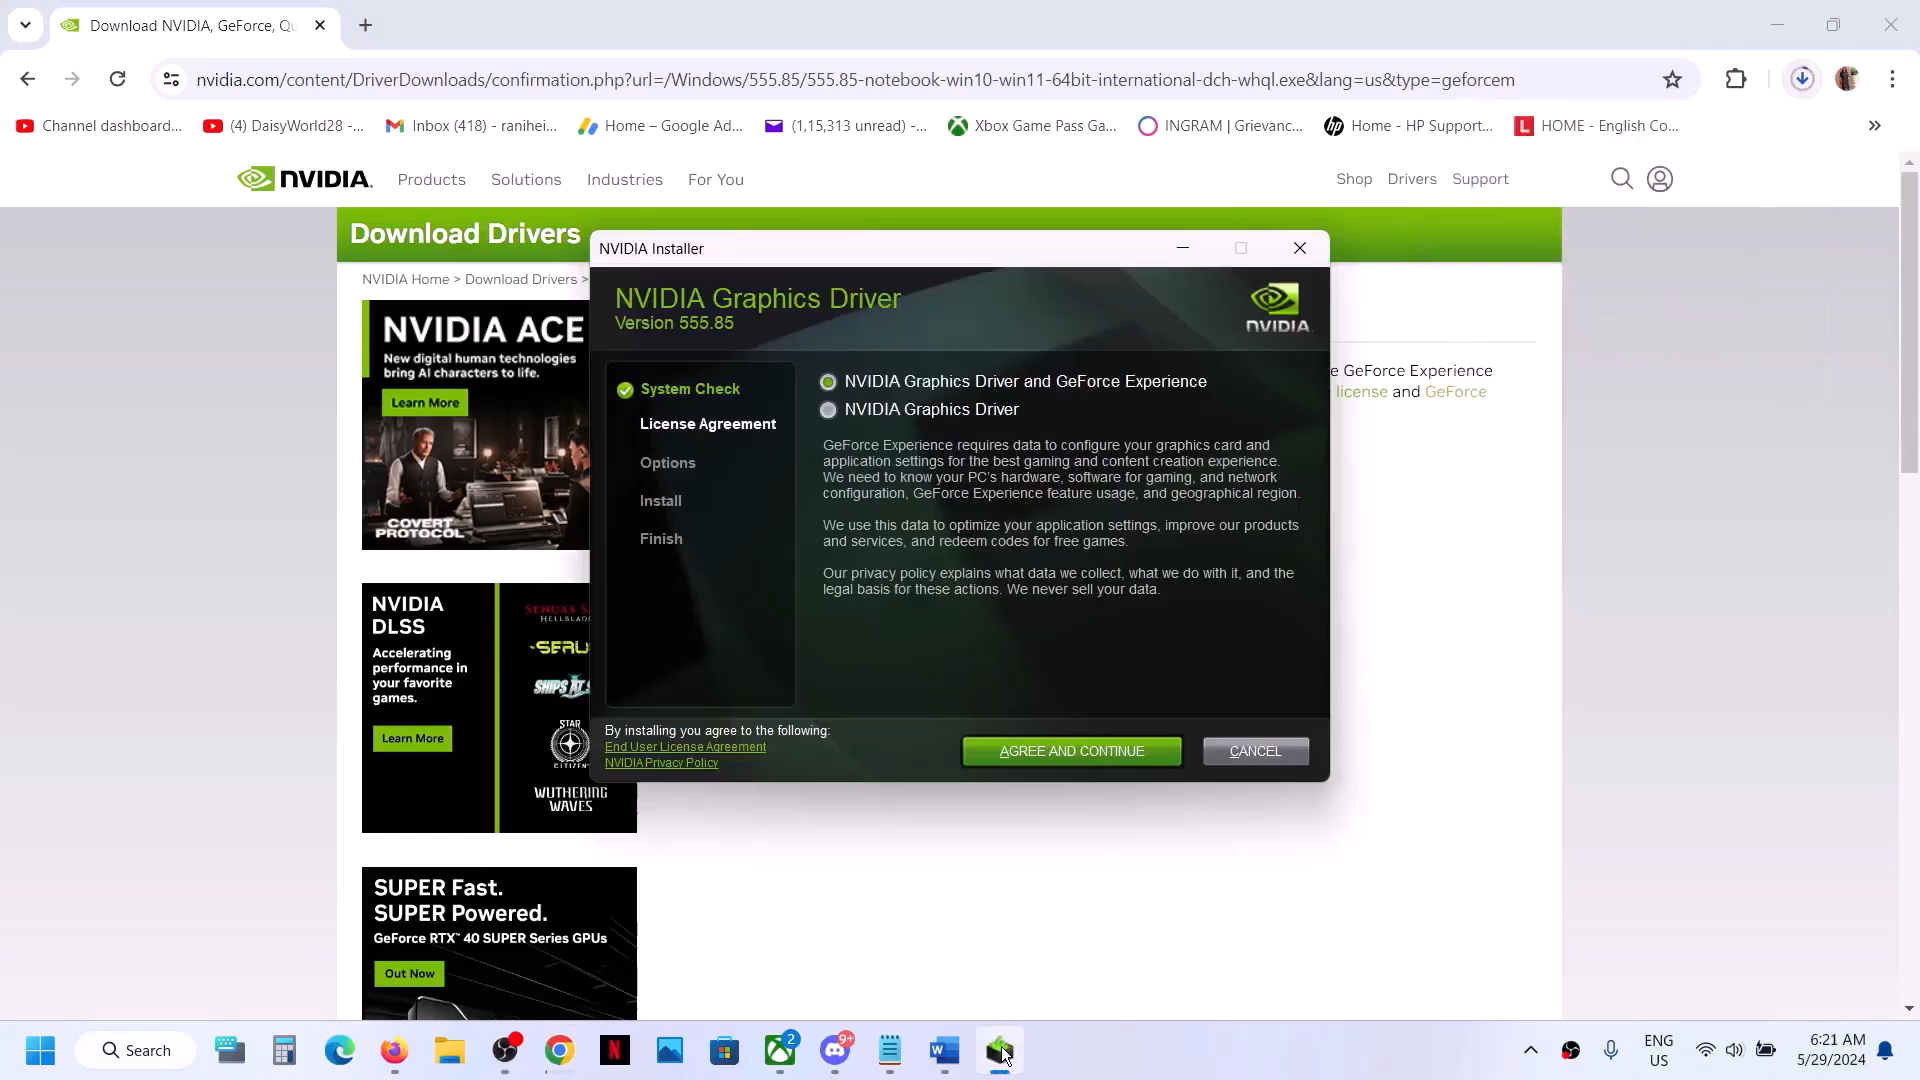 Download NVIDIA, GeForce, Qu
nvidia.com/content/DriverDownloads/confirmation.php?url=/Windows/555.85/555.85-notebook-win10-win11-64bit-international-dch-whql.exe&lang=us&type=geforcem
Channel dashboard...
(4) DaisyWorld28 -...
Inbox (418) - ranihei...
Home – Google Ad...
(1,15,313 unread) -...
Xbox Game Pass Ga...
INGRAM | Grievanc...
Home - HP Support...
HOME - English Co...
NVIDIA.
Products
Solutions
Industries
For You
Shop
Drivers
Support
Download Drivers
NVIDIA Home > Download Drivers >
NVIDIA ACE
New digital human technologies
bring AI characters to life.
Learn More
COVERT
PROTOCOL
NVIDIA
DLSS
Accelerating
performance in
your favorite
games.
Learn More
SENUAS S
HELLBLADE
SHIPS AT S
STAR
CITIZEN
WUTHERING
WAVES
SUPER Fast.
SUPER Powered.
GeForce RTX™ 40 SUPER Series GPUs
Out Now
e GeForce Experience
license and GeForce
NVIDIA Installer
NVIDIA Graphics Driver
Version 555.85
NVIDIA.
System Check
License Agreement
Options
Install
Finish
NVIDIA Graphics Driver and GeForce Experience
NVIDIA Graphics Driver
GeForce Experience requires data to configure your graphics card and
application settings for the best gaming and content creation experience.
We need to know your PC's hardware, software for gaming, and network
configuration, GeForce Experience feature usage, and geographical region.
We use this data to optimize your application settings, improve our products
and services, and redeem codes for free games.
Our privacy policy explains what data we collect, what we do with it, and the
legal basis for these actions. We never sell your data.
By installing you agree to the following:
End User License Agreement
NVIDIA Privacy Policy
AGREE AND CONTINUE
CANCEL
Search
N
2
9+
W
ENG
US
6:21 AM
5/29/2024